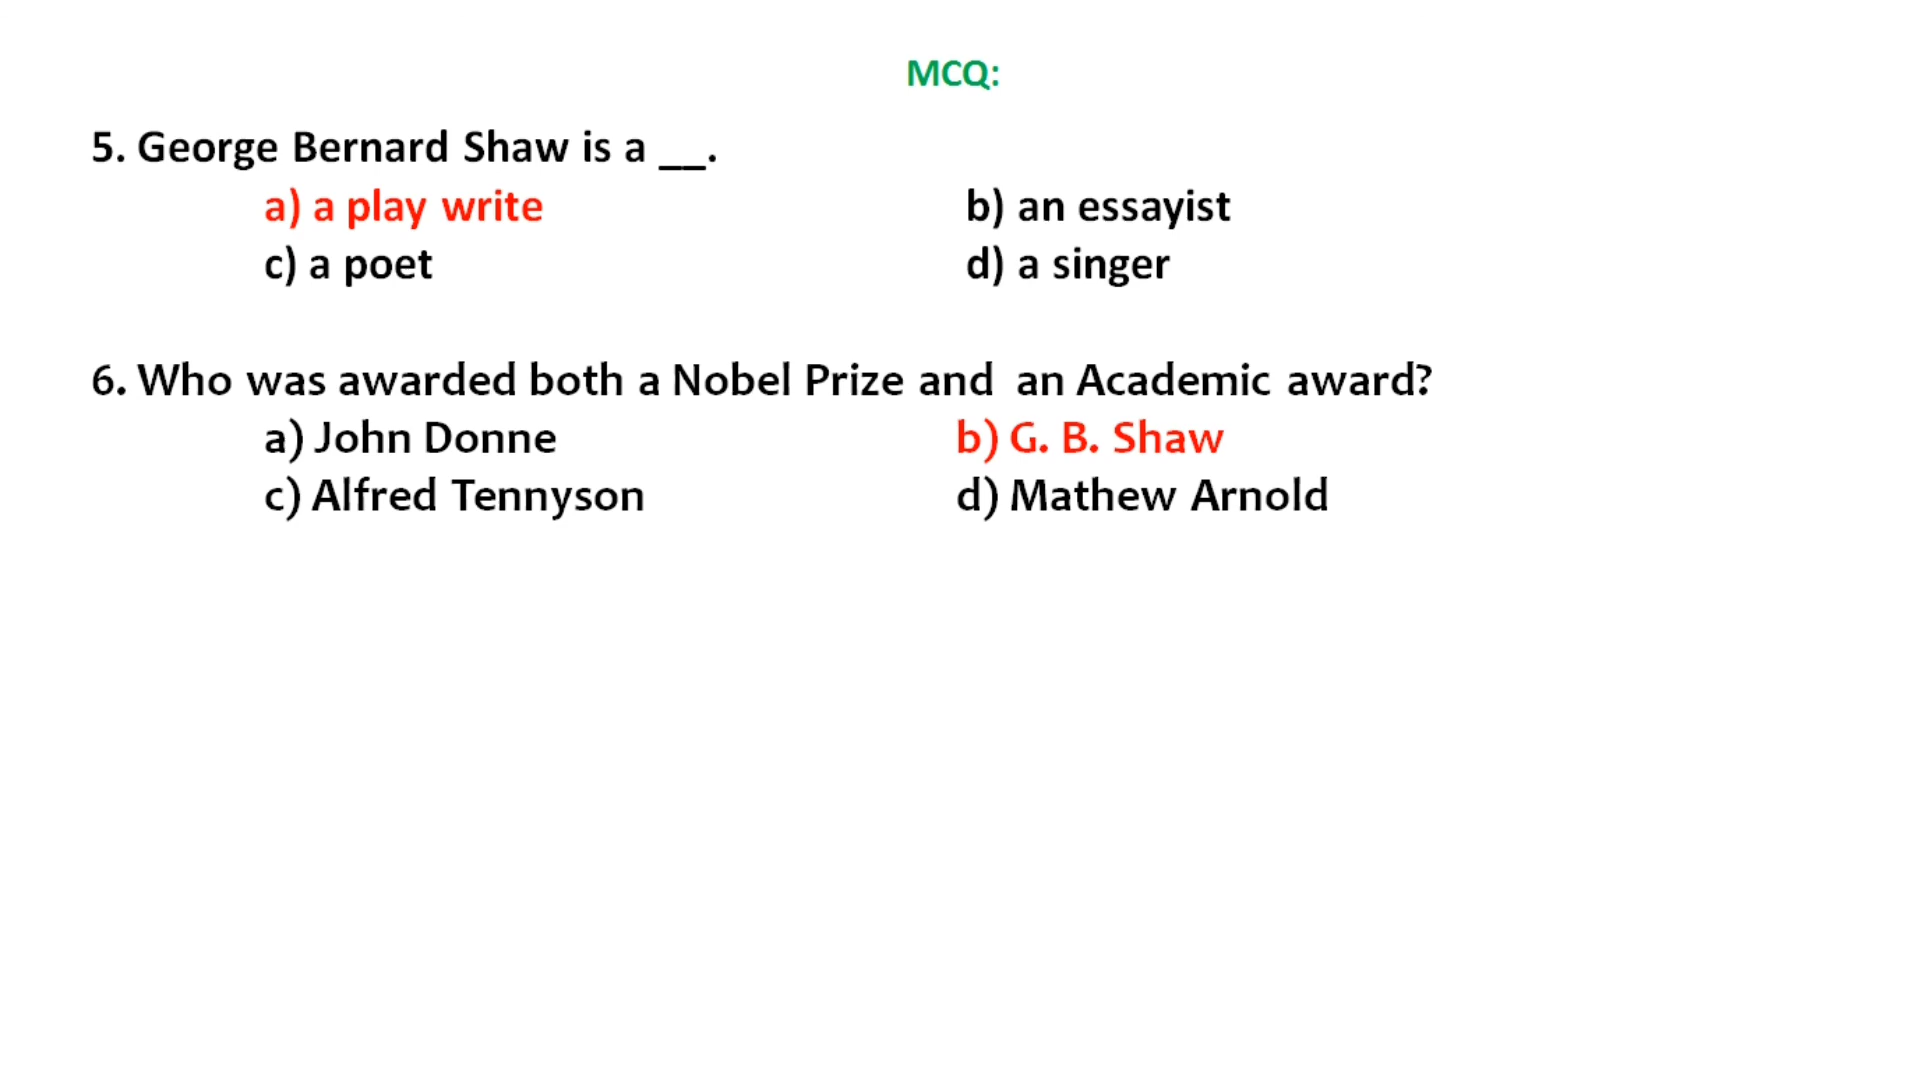 MCQ:
5. George Bernard Shaw is a __.
a) a play write b) an essayist
c) a poet d) a singer
6. Who was awarded both a Nobel Prize and an Academic award?
a) John Donne b) G. B. Shaw
c) Alfred Tennyson d) Mathew Arnold